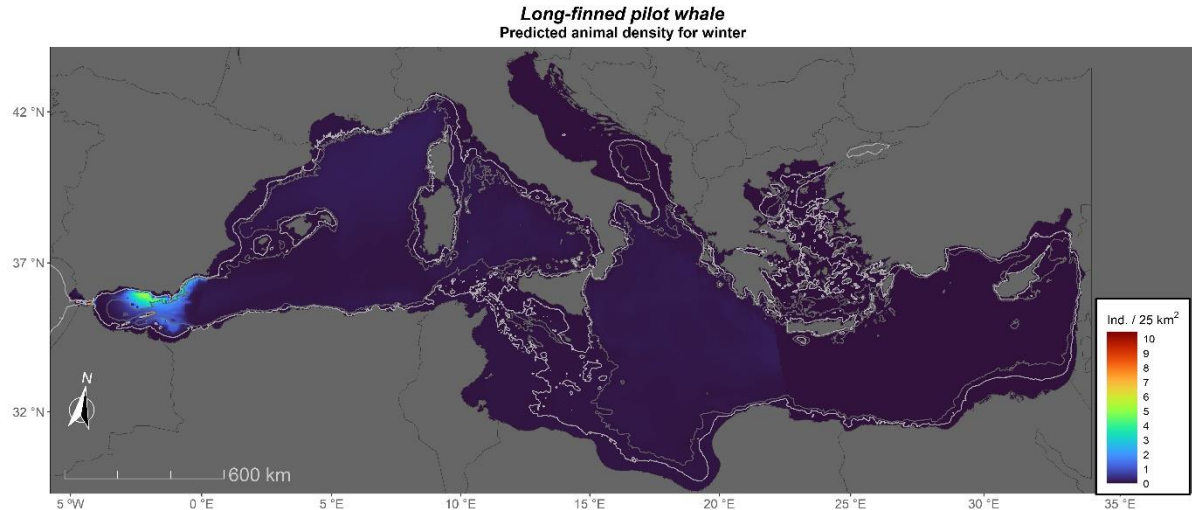 Long-finned pilot whale
Predicted animal density for winter
42 °N
37 °N
32 °N
N
600 km
5 °W
0 °E
5 °E
10 °E
15 °E
20 °E
25 °E
30 °E
35 °E
Ind. / 25 km²
10
9
8
7
6
5
4
3
2
1
0